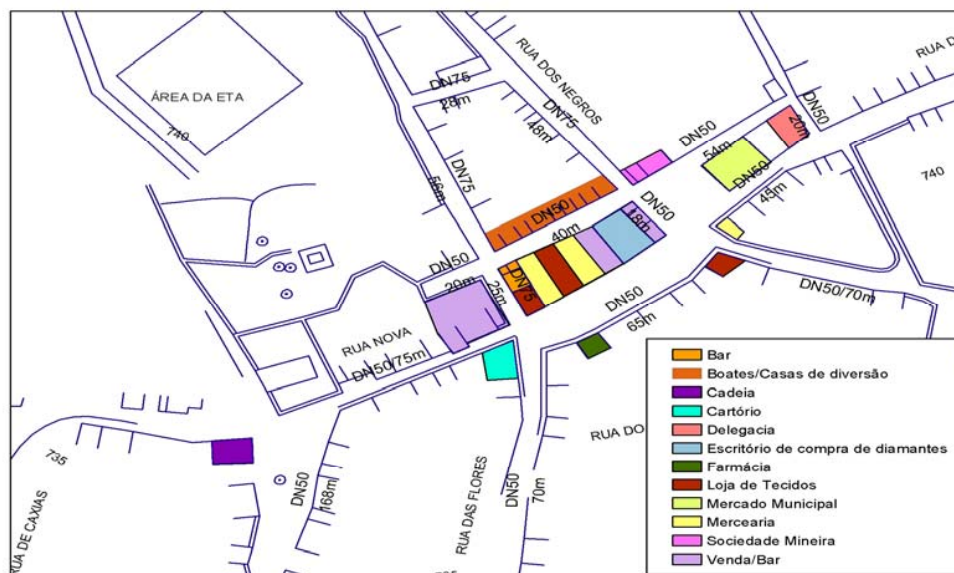 RUA DOS NEGROS
RUA D
ÁREA DA ETA
740
DN75
28m
DN75
48m
DN50
DN50
20m
54m
DN50
740
DN75
56m
DN50
40m
DN50
18m
45m
DN50
20m
25m
DN75
DN50
DN50/70m
65m
RUA NOVA
DN50/75m
735
RUA DE CAXIAS
DN50
168m
RUA DAS FLORES
DN50
70m
RUA DO
Bar
Boates/Casas de diversão
Cadeia
Cartório
Delegacia
Escritório de compra de diamantes
Farmácia
Loja de Tecidos
Mercado Municipal
Mercearia
Sociedade Mineira
Venda/Bar